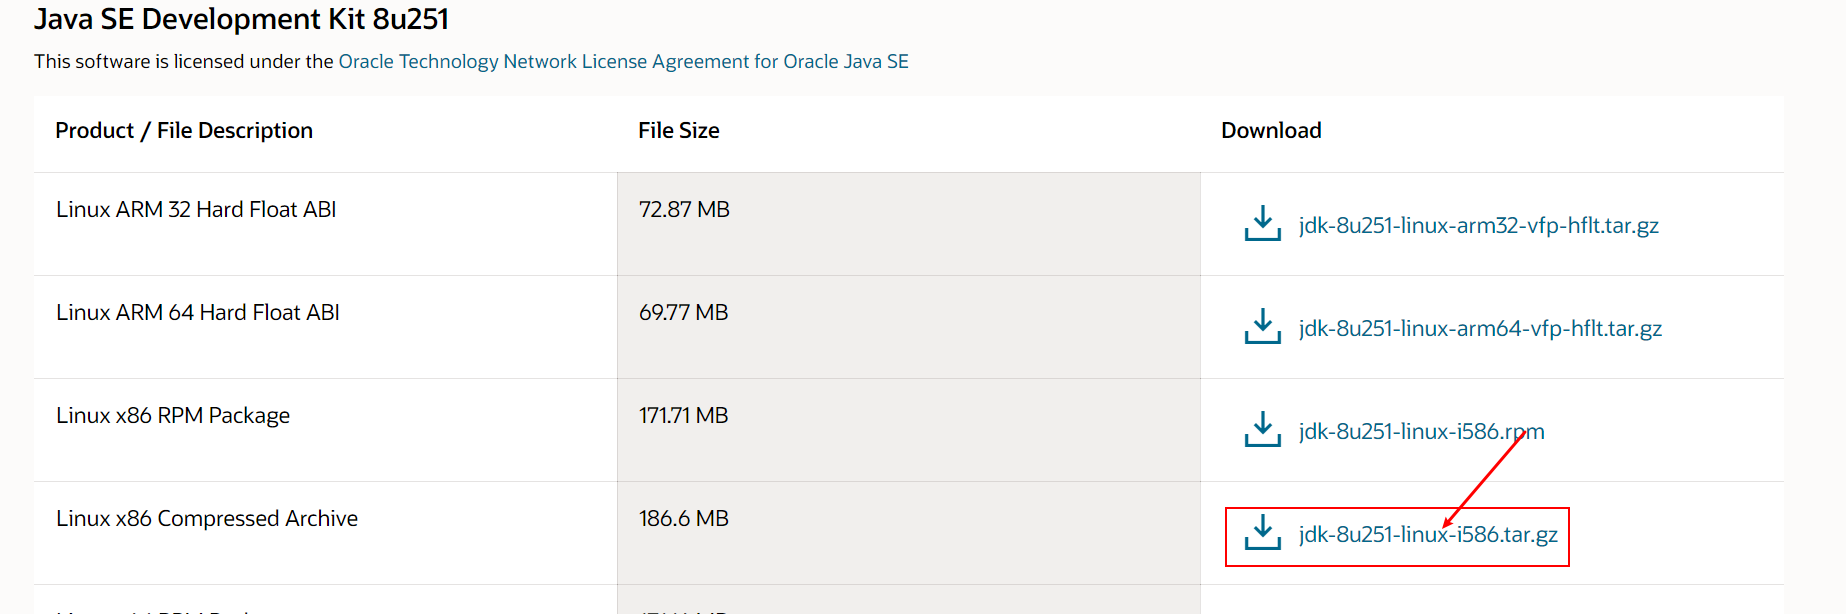 Java SE Development Kit 8u251
This software is licensed under the Oracle Technology Network License Agreement for Oracle Java SE
Product / File Description File Size Download
Linux ARM 32 Hard Float ABI 72.87 MB jdk-8u251-linux-arm32-vfp-hflt.tar.gz
Linux ARM 64 Hard Float ABI 69.77 MB jdk-8u251-linux-arm64-vfp-hflt.tar.gz
Linux x86 RPM Package 171.71 MB jdk-8u251-linux-i586.rpm
Linux x86 Compressed Archive 186.6 MB jdk-8u251-linux-i586.tar.gz